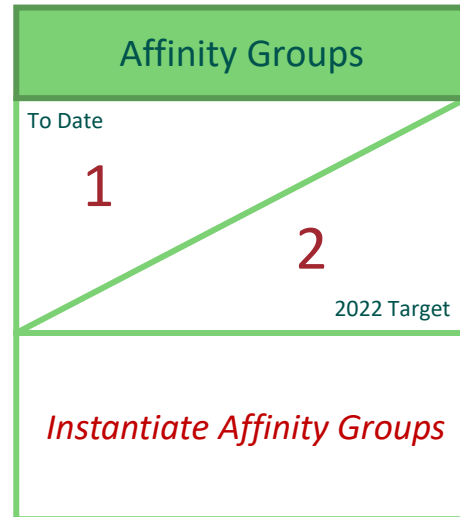 Affinity Groups
To Date
1
2
2022 Target
Instantiate Affinity Groups